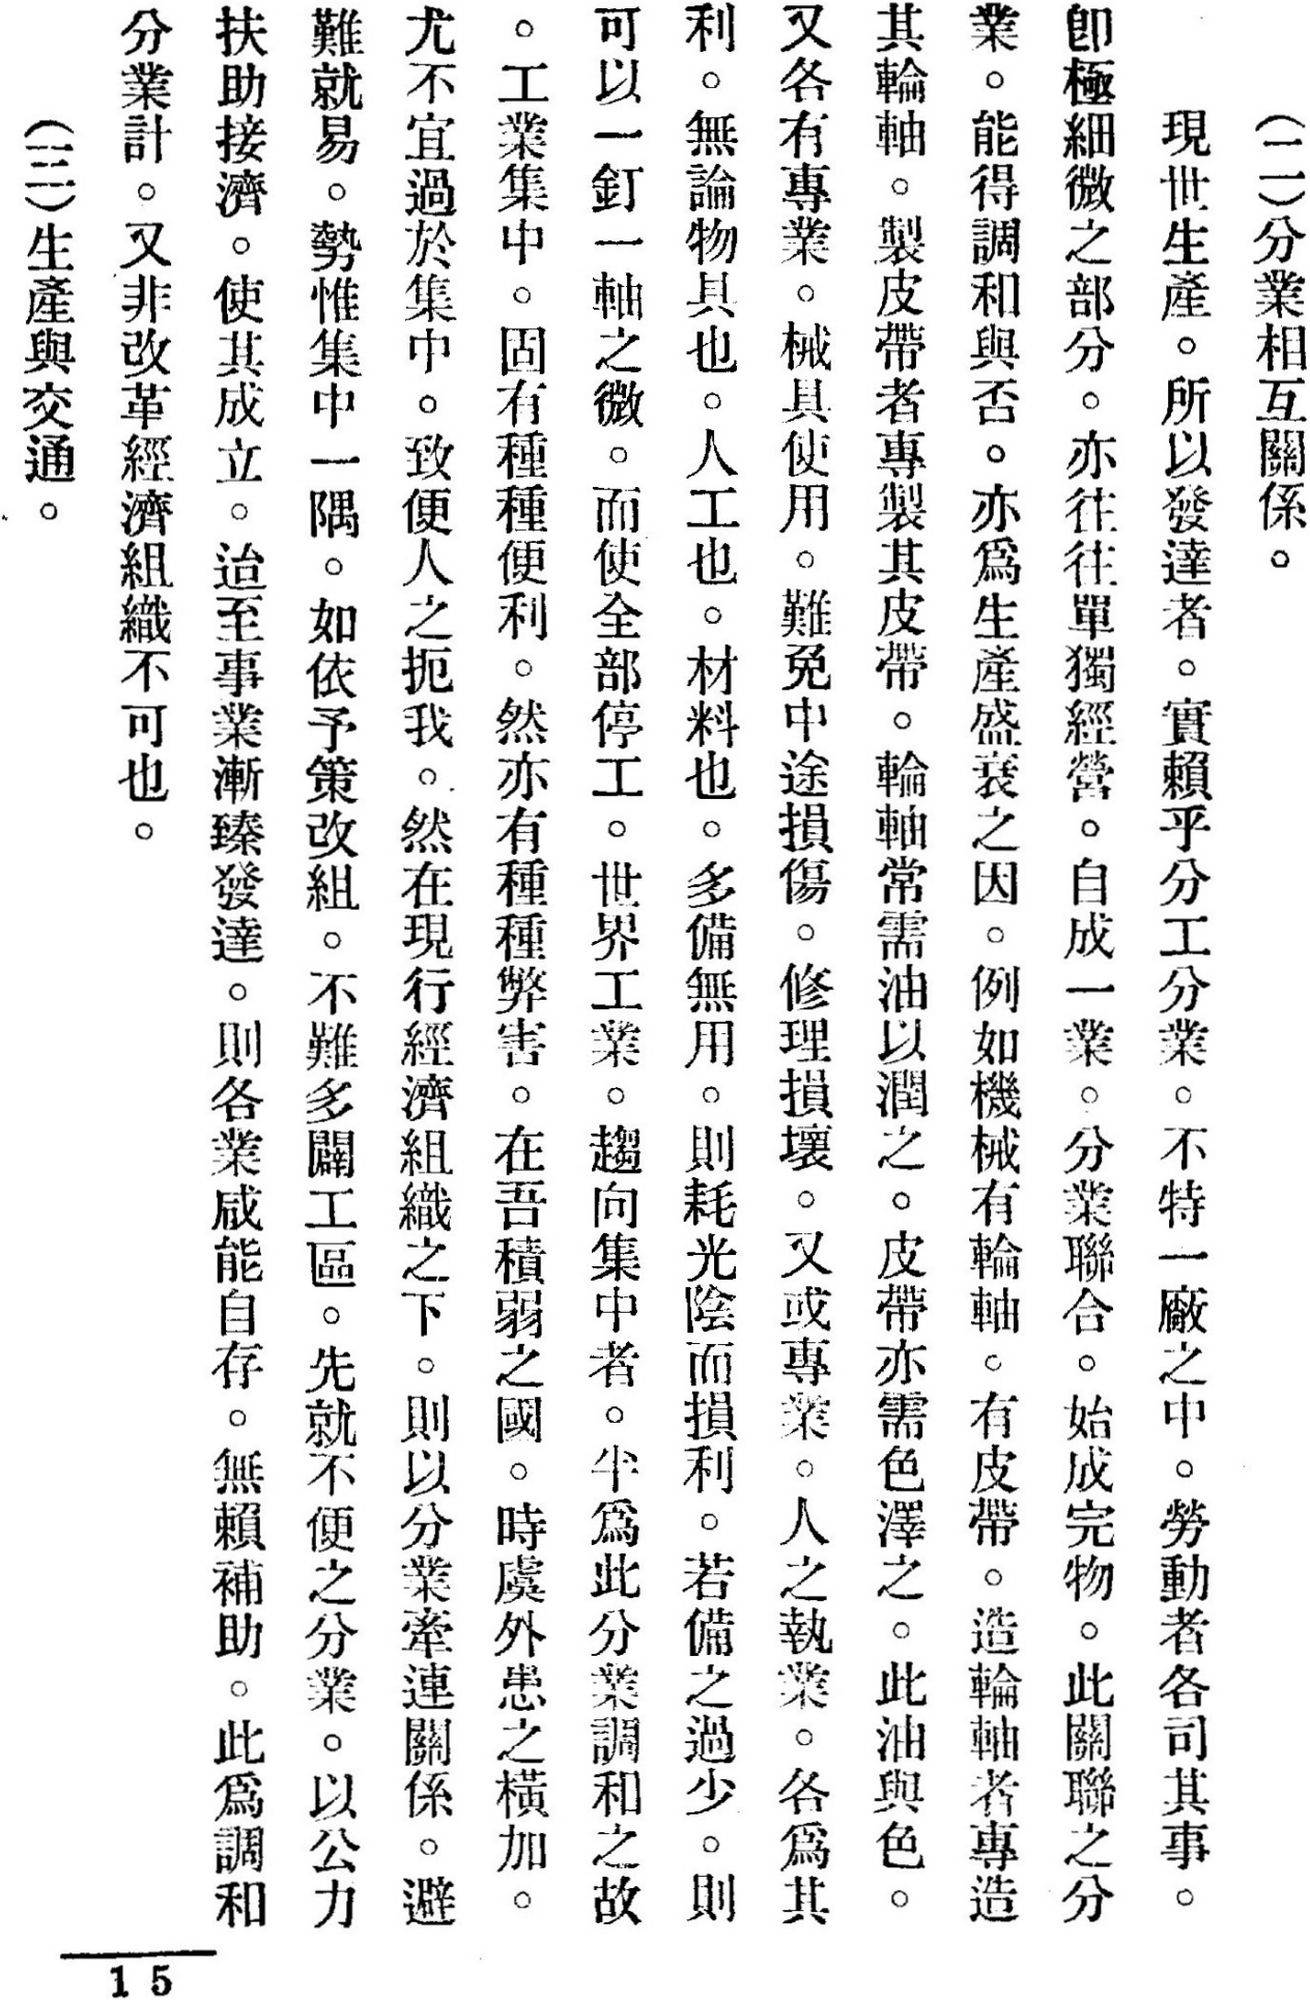 （二）分業相互關係。
現世生產。所以發達者。實賴乎分工分業。不特一廠之中。勞動者各司其事。
卽極細微之部分。亦往往單獨經營。自成一業。分業聯合。始成完物。此關聯之分
業。能得調和與否。亦爲生產盛衰之因。例如機械有輪軸。有皮帶。造輪軸者專造
其輪軸。製皮帶者專製其皮帶。輪軸常需油以潤之。皮帶亦需色澤之。此油與色。
又各有專業。械具使用。難免中途損傷。修理損壞。又或專業。人之執業。各爲其
利。無論物具也。人工也。材料也。多備無用。則耗光陰而損利。若備之過少。則
可以一釘一軸之微。而使全部停工。世界工業。趨向集中者。半爲此分業調和之故
。工業集中。固有種種便利。然亦有種種弊害。在吾積弱之國。時虞外患之橫加。
尤不宜過於集中。致便人之扼我。然在現行經濟組織之下。則以分業牽連關係。避
難就易。勢惟集中一隅。如依予策改組。不難多闢工區。先就不便之分業。以公力
扶助接濟。使其成立。迨至事業漸臻發達。則各業咸能自存。無賴補助。此爲調和
分業計。又非改革經濟組織不可也。
（三）生產與交通。
15